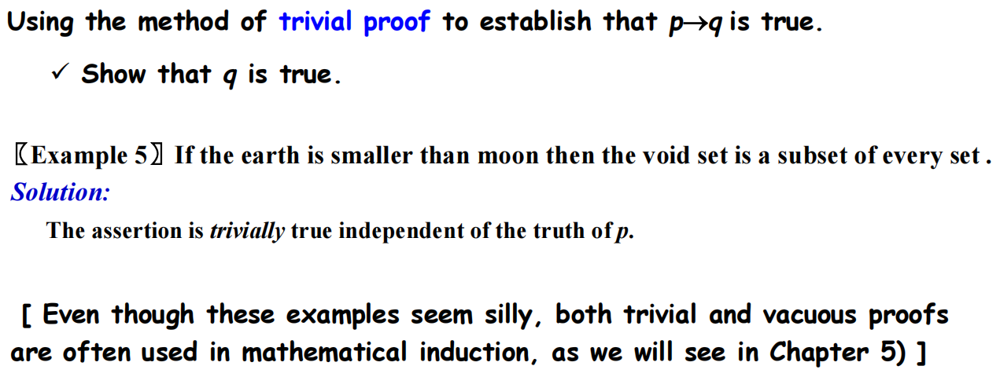 Using the method of trivial proof to establish that p→q is true.
✓ Show that q is true.
〖Example 5〗 If the earth is smaller than moon then the void set is a subset of every set .
Solution:
The assertion is trivially true independent of the truth of p.
[ Even though these examples seem silly, both trivial and vacuous proofs
are often used in mathematical induction, as we will see in Chapter 5) ]